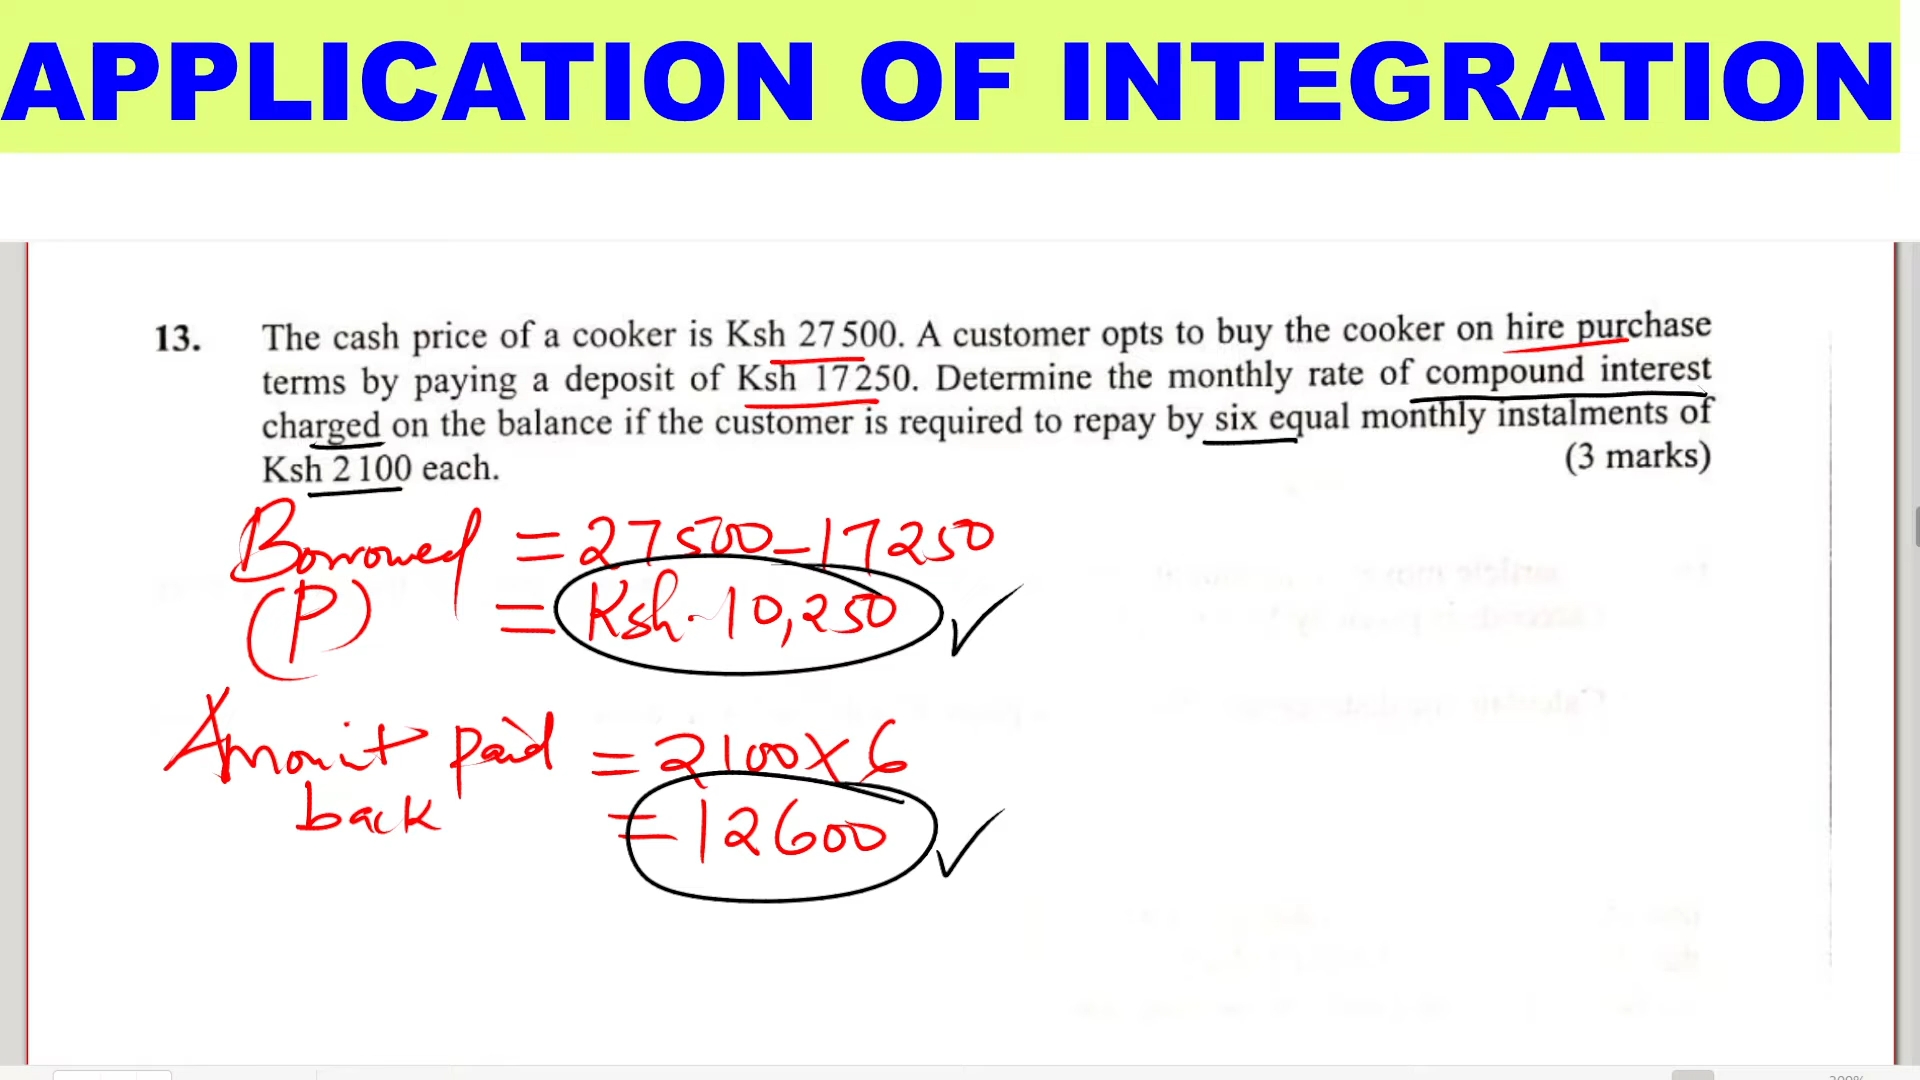 APPLICATION OF INTEGRATION
13. The cash price of a cooker is Ksh 27 500. A customer opts to buy the cooker on hire purchase
terms by paying a deposit of Ksh 17 250. Determine the monthly rate of compound interest
charged on the balance if the customer is required to repay by six equal monthly instalments of
Ksh 2 100 each. (3 marks)
Borrowed = 27500 - 17250
(P) = Ksh. 10,250 ✓
Amount paid = 2100 x 6
back = 12600 ✓